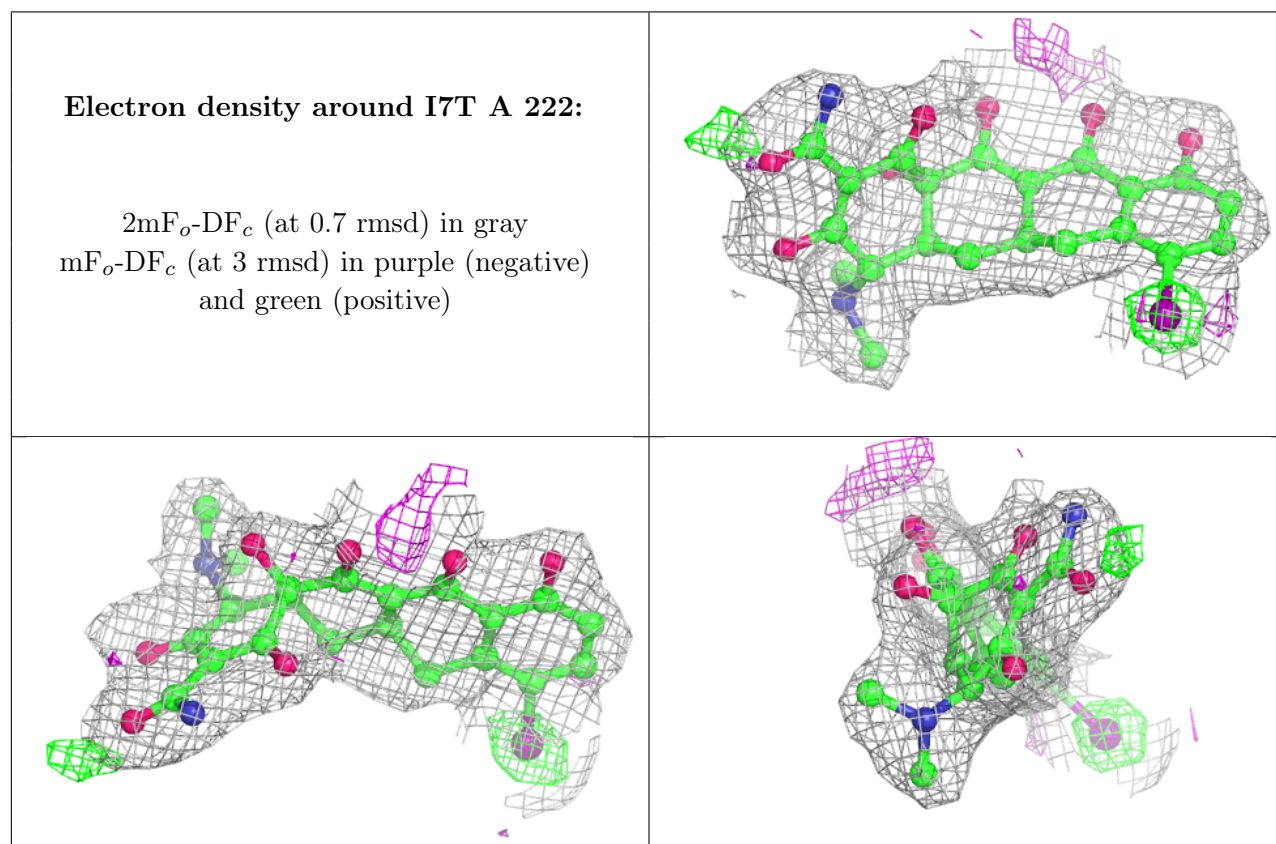 Electron density around I7T A 222:
2mFo-DFc (at 0.7 rmsd) in gray
mFo-DFc (at 3 rmsd) in purple (negative)
and green (positive)